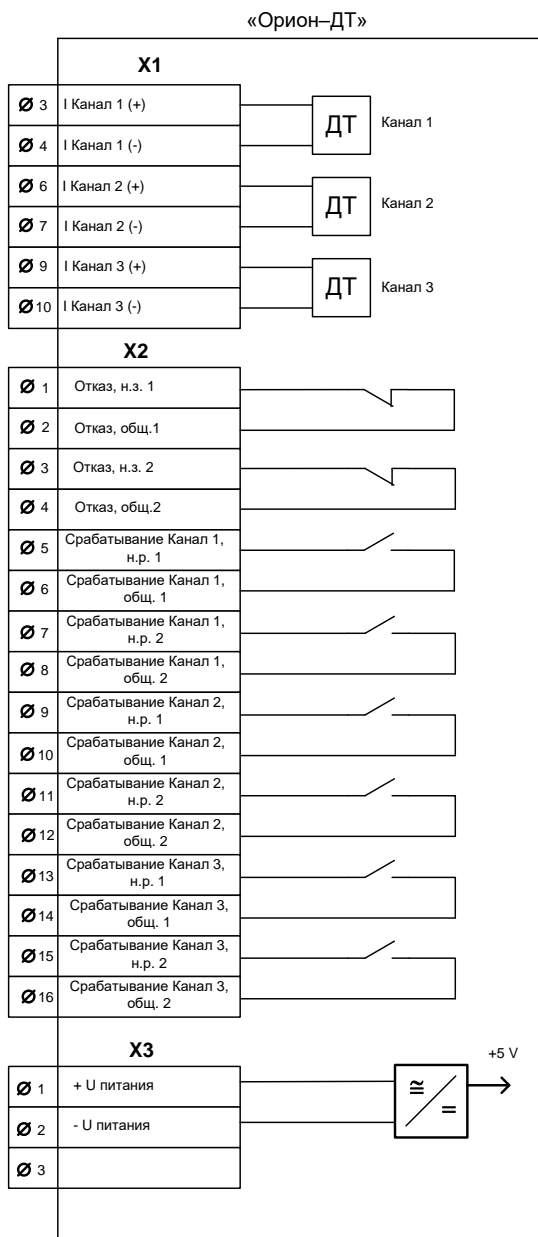 «Орион–ДТ»
X1
Ø 3 I Канал 1 (+)
Ø 4 I Канал 1 (-)
ДТ Канал 1
Ø 6 I Канал 2 (+)
Ø 7 I Канал 2 (-)
ДТ Канал 2
Ø 9 I Канал 3 (+)
Ø 10 I Канал 3 (-)
ДТ Канал 3
X2
Ø 1 Отказ, н.з. 1
Ø 2 Отказ, общ.1
Ø 3 Отказ, н.з. 2
Ø 4 Отказ, общ.2
Ø 5 Срабатывание Канал 1,
н.р. 1
Ø 6 Срабатывание Канал 1,
общ. 1
Ø 7 Срабатывание Канал 1,
н.р. 2
Ø 8 Срабатывание Канал 1,
общ. 2
Ø 9 Срабатывание Канал 2,
н.р. 1
Ø 10 Срабатывание Канал 2,
общ. 1
Ø 11 Срабатывание Канал 2,
н.р. 2
Ø 12 Срабатывание Канал 2,
общ. 2
Ø 13 Срабатывание Канал 3,
н.р. 1
Ø 14 Срабатывание Канал 3,
общ. 1
Ø 15 Срабатывание Канал 3,
н.р. 2
Ø 16 Срабатывание Канал 3,
общ. 2
X3
+5 V
Ø 1 + U питания
Ø 2 - U питания
≅ / =
Ø 3